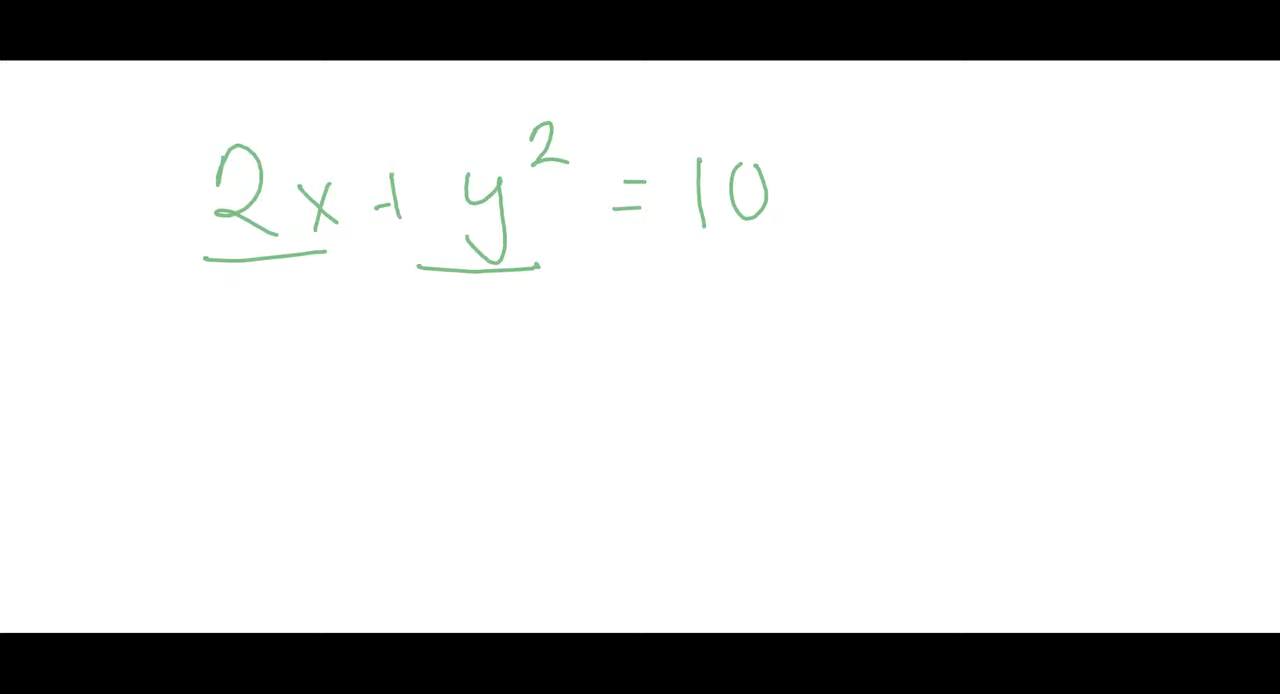 2x + y² = 10